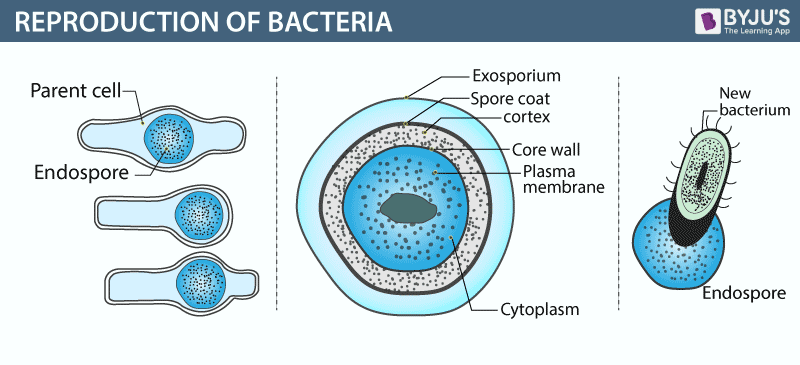 REPRODUCTION OF BACTERIA
BYJU'S
The Learning App
Parent cell
Endospore
Exosporium
Spore coat
cortex
Core wall
Plasma
membrane
Cytoplasm
New
bacterium
Endospore